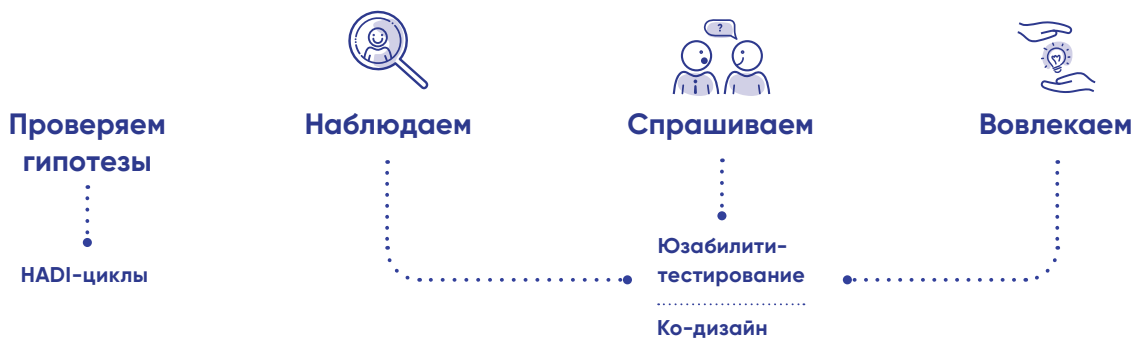 ?
Проверяем
гипотезы
Наблюдаем
Спрашиваем
Вовлекаем
HADI-циклы
Юзабилити-
тестирование
Ко-дизайн